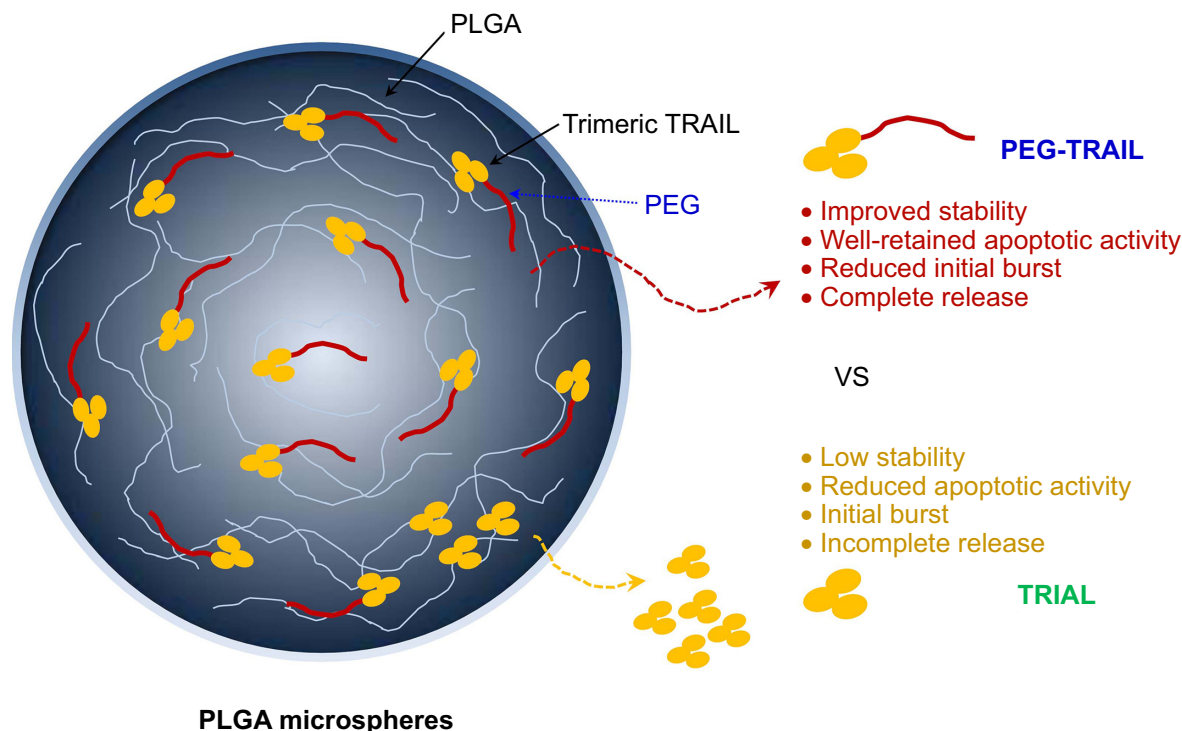 PLGA
Trimeric TRAIL
PEG
PEG-TRAIL
• Improved stability
• Well-retained apoptotic activity
• Reduced initial burst
• Complete release
VS
• Low stability
• Reduced apoptotic activity
• Initial burst
• Incomplete release
TRIAL
PLGA microspheres